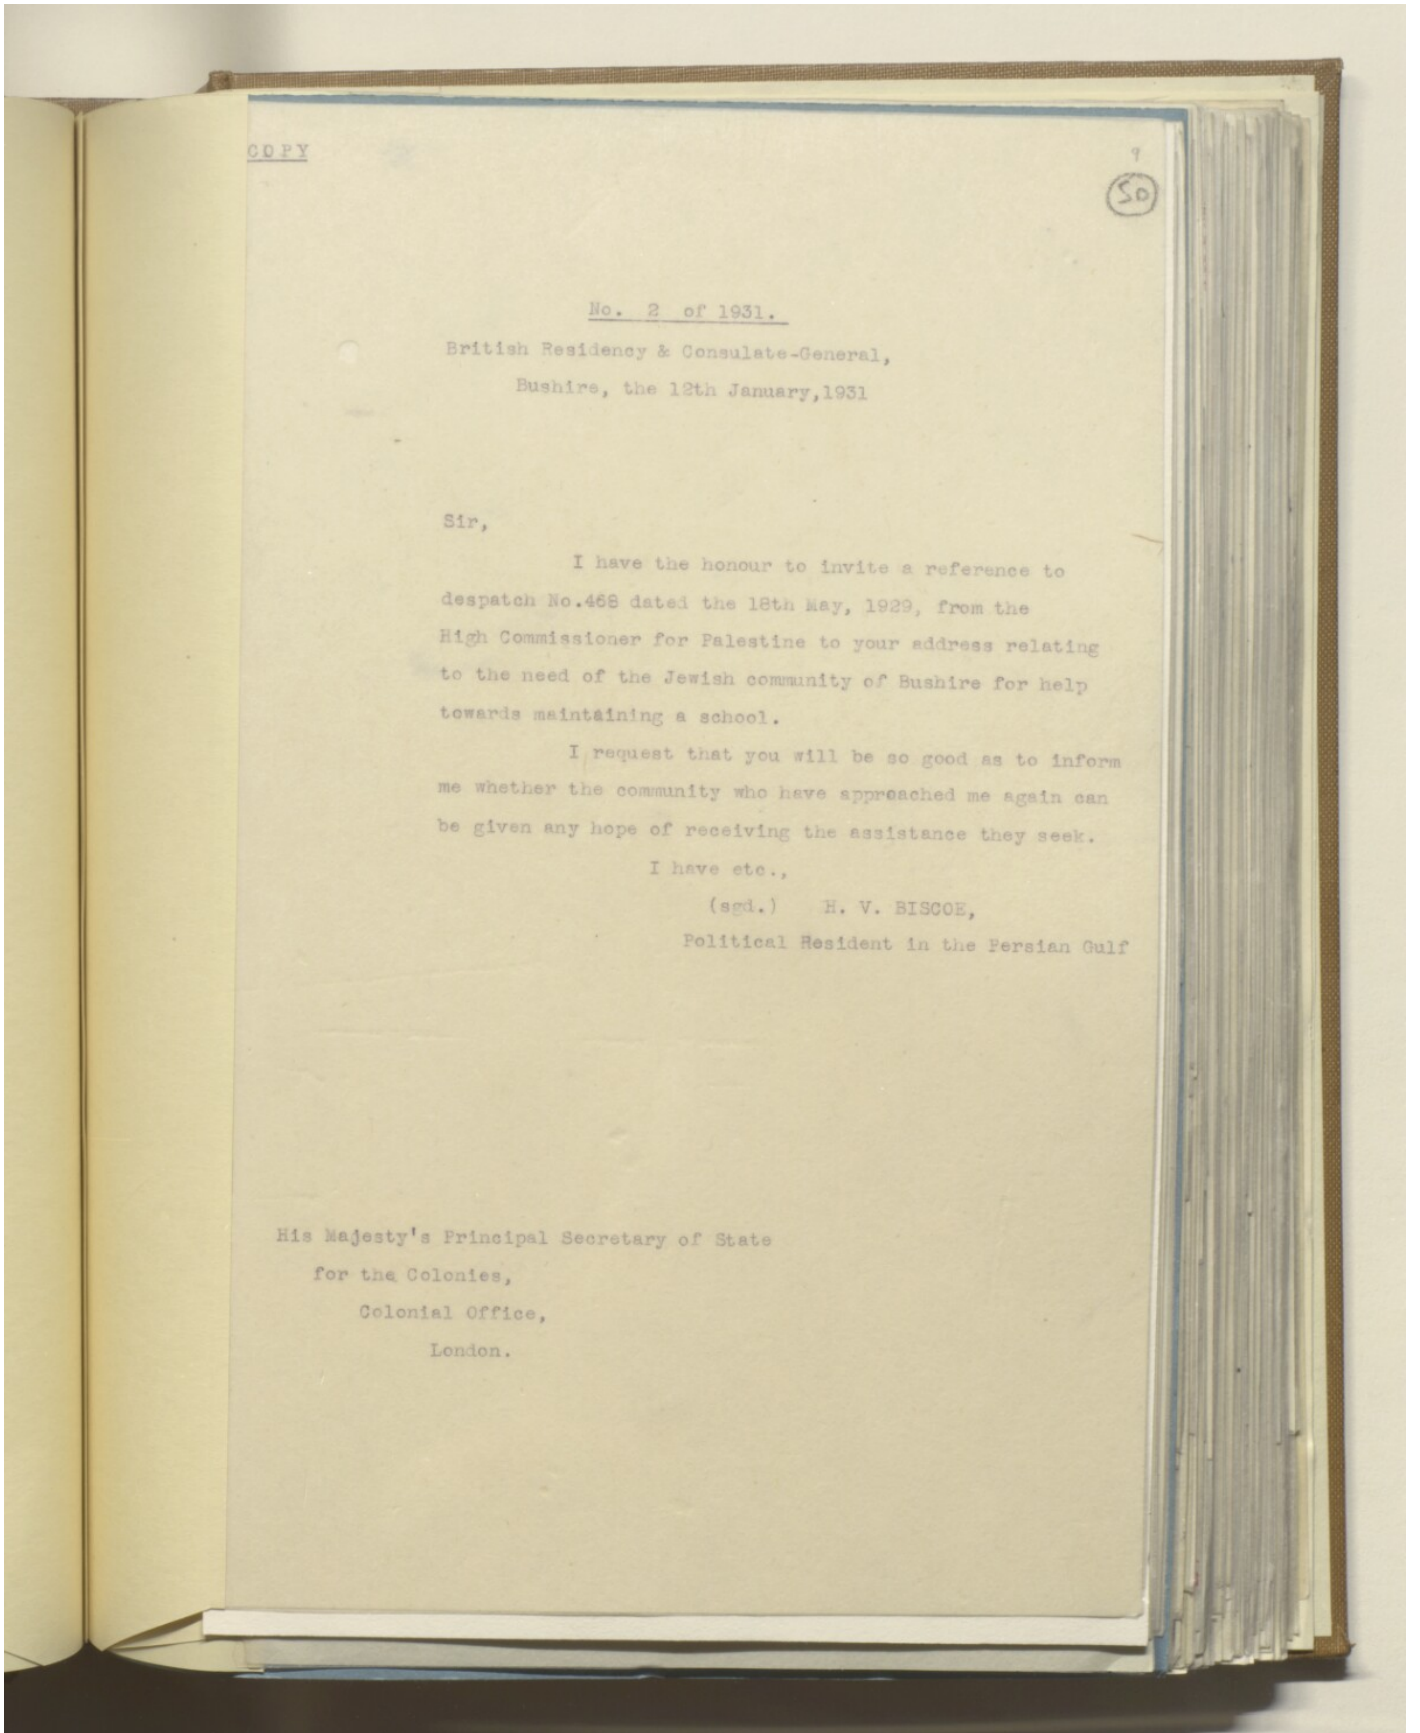 COPY
9
50
No. 2 of 1931.
British Residency & Consulate-General,
Bushire, the 12th January,1931
Sir,
I have the honour to invite a reference to
despatch No.468 dated the 18th May, 1929, from the
High Commissioner for Palestine to your address relating
to the need of the Jewish community of Bushire for help
towards maintaining a school.
I request that you will be so good as to inform
me whether the community who have approached me again can
be given any hope of receiving the assistance they seek.
I have etc.,
(sgd.) H. V. BISCOE,
Political Resident in the Persian Gulf
His Majesty's Principal Secretary of State
for the Colonies,
Colonial Office,
London.